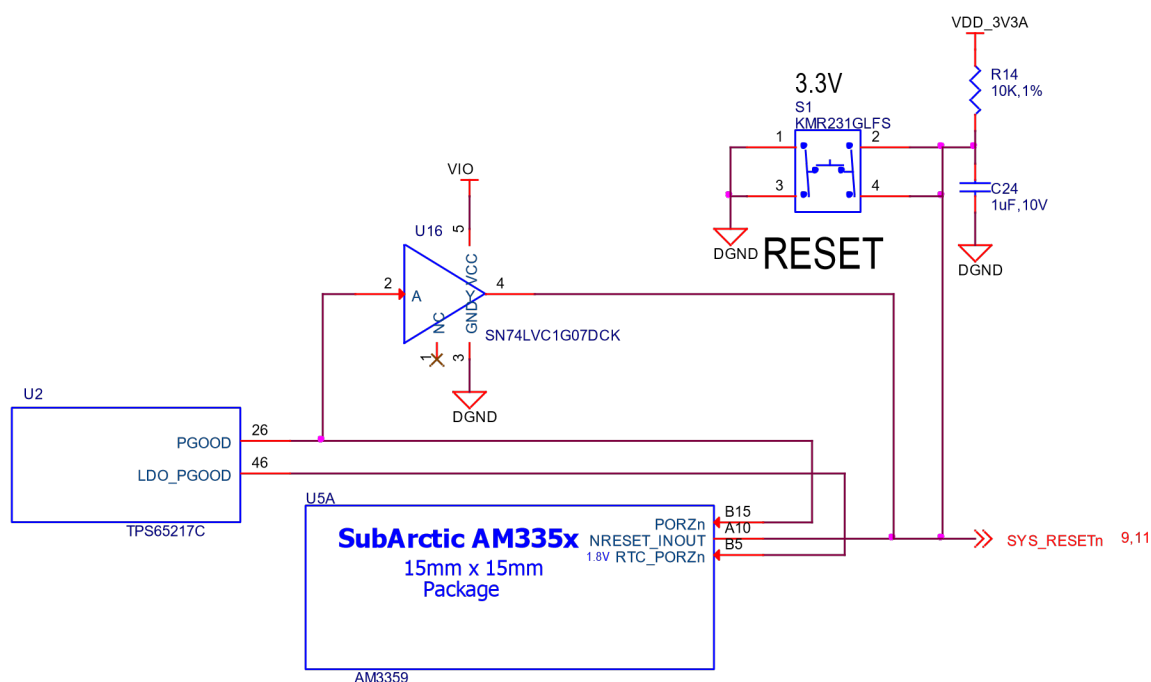 VDD_3V3A
R14
10K,1%
3.3V
S1
KMR231GLFS
1
2
3
4
C24
1uF,10V
DGND
RESET
DGND
VIO
U16
5
VCC
2
A
Y
4
NC
GND
1
3
SN74LVC1G07DCK
DGND
U2
PGOOD
26
LDO_PGOOD
46
TPS65217C
U5A
SubArctic AM335x
15mm x 15mm
Package
PORZn
B15
NRESET_INOUT
A10
1.8V RTC_PORZn
B5
AM3359
SYS_RESETn 9,11